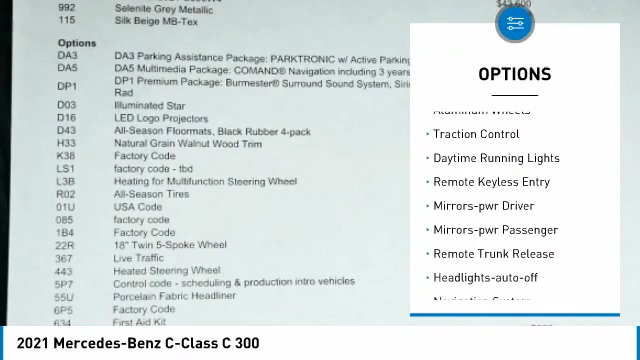 992 Selenite Grey Metallic
115 Silk Beige MB-Tex
Options
DA3 DA3 Parking Assistance Package: PARKTRONIC w/ Active Parking
DA5 DA5 Multimedia Package: COMAND® Navigation including 3 years
DP1 DP1 Premium Package: Burmester® Surround Sound System,
Rad
D03 Illuminated Star
D16 LED Logo Projectors
D43 All-Season Floormats, Black Rubber 4-pack
H33 Natural Grain Walnut Wood Trim
K38 Factory Code
LS1 factory code - tbd
L3B Heating for Multifunction Steering Wheel
R02 All-Season Tires
01U USA Code
085 factory code
1B4 Factory Code
22R 18" Twin 5-Spoke Wheel
367 Live Traffic
443 Heated Steering Wheel
5P7 Control code - scheduling & production intro vehicles
55U Porcelain Fabric Headliner
6P5 Factory Code
634 First Aid Kit
$43,600
OPTIONS
Aluminum Wheels
• Traction Control
• Daytime Running Lights
• Remote Keyless Entry
• Mirrors-pwr Driver
• Mirrors-pwr Passenger
• Remote Trunk Release
• Headlights-auto-off
Navigation System
2021 Mercedes-Benz C-Class C 300